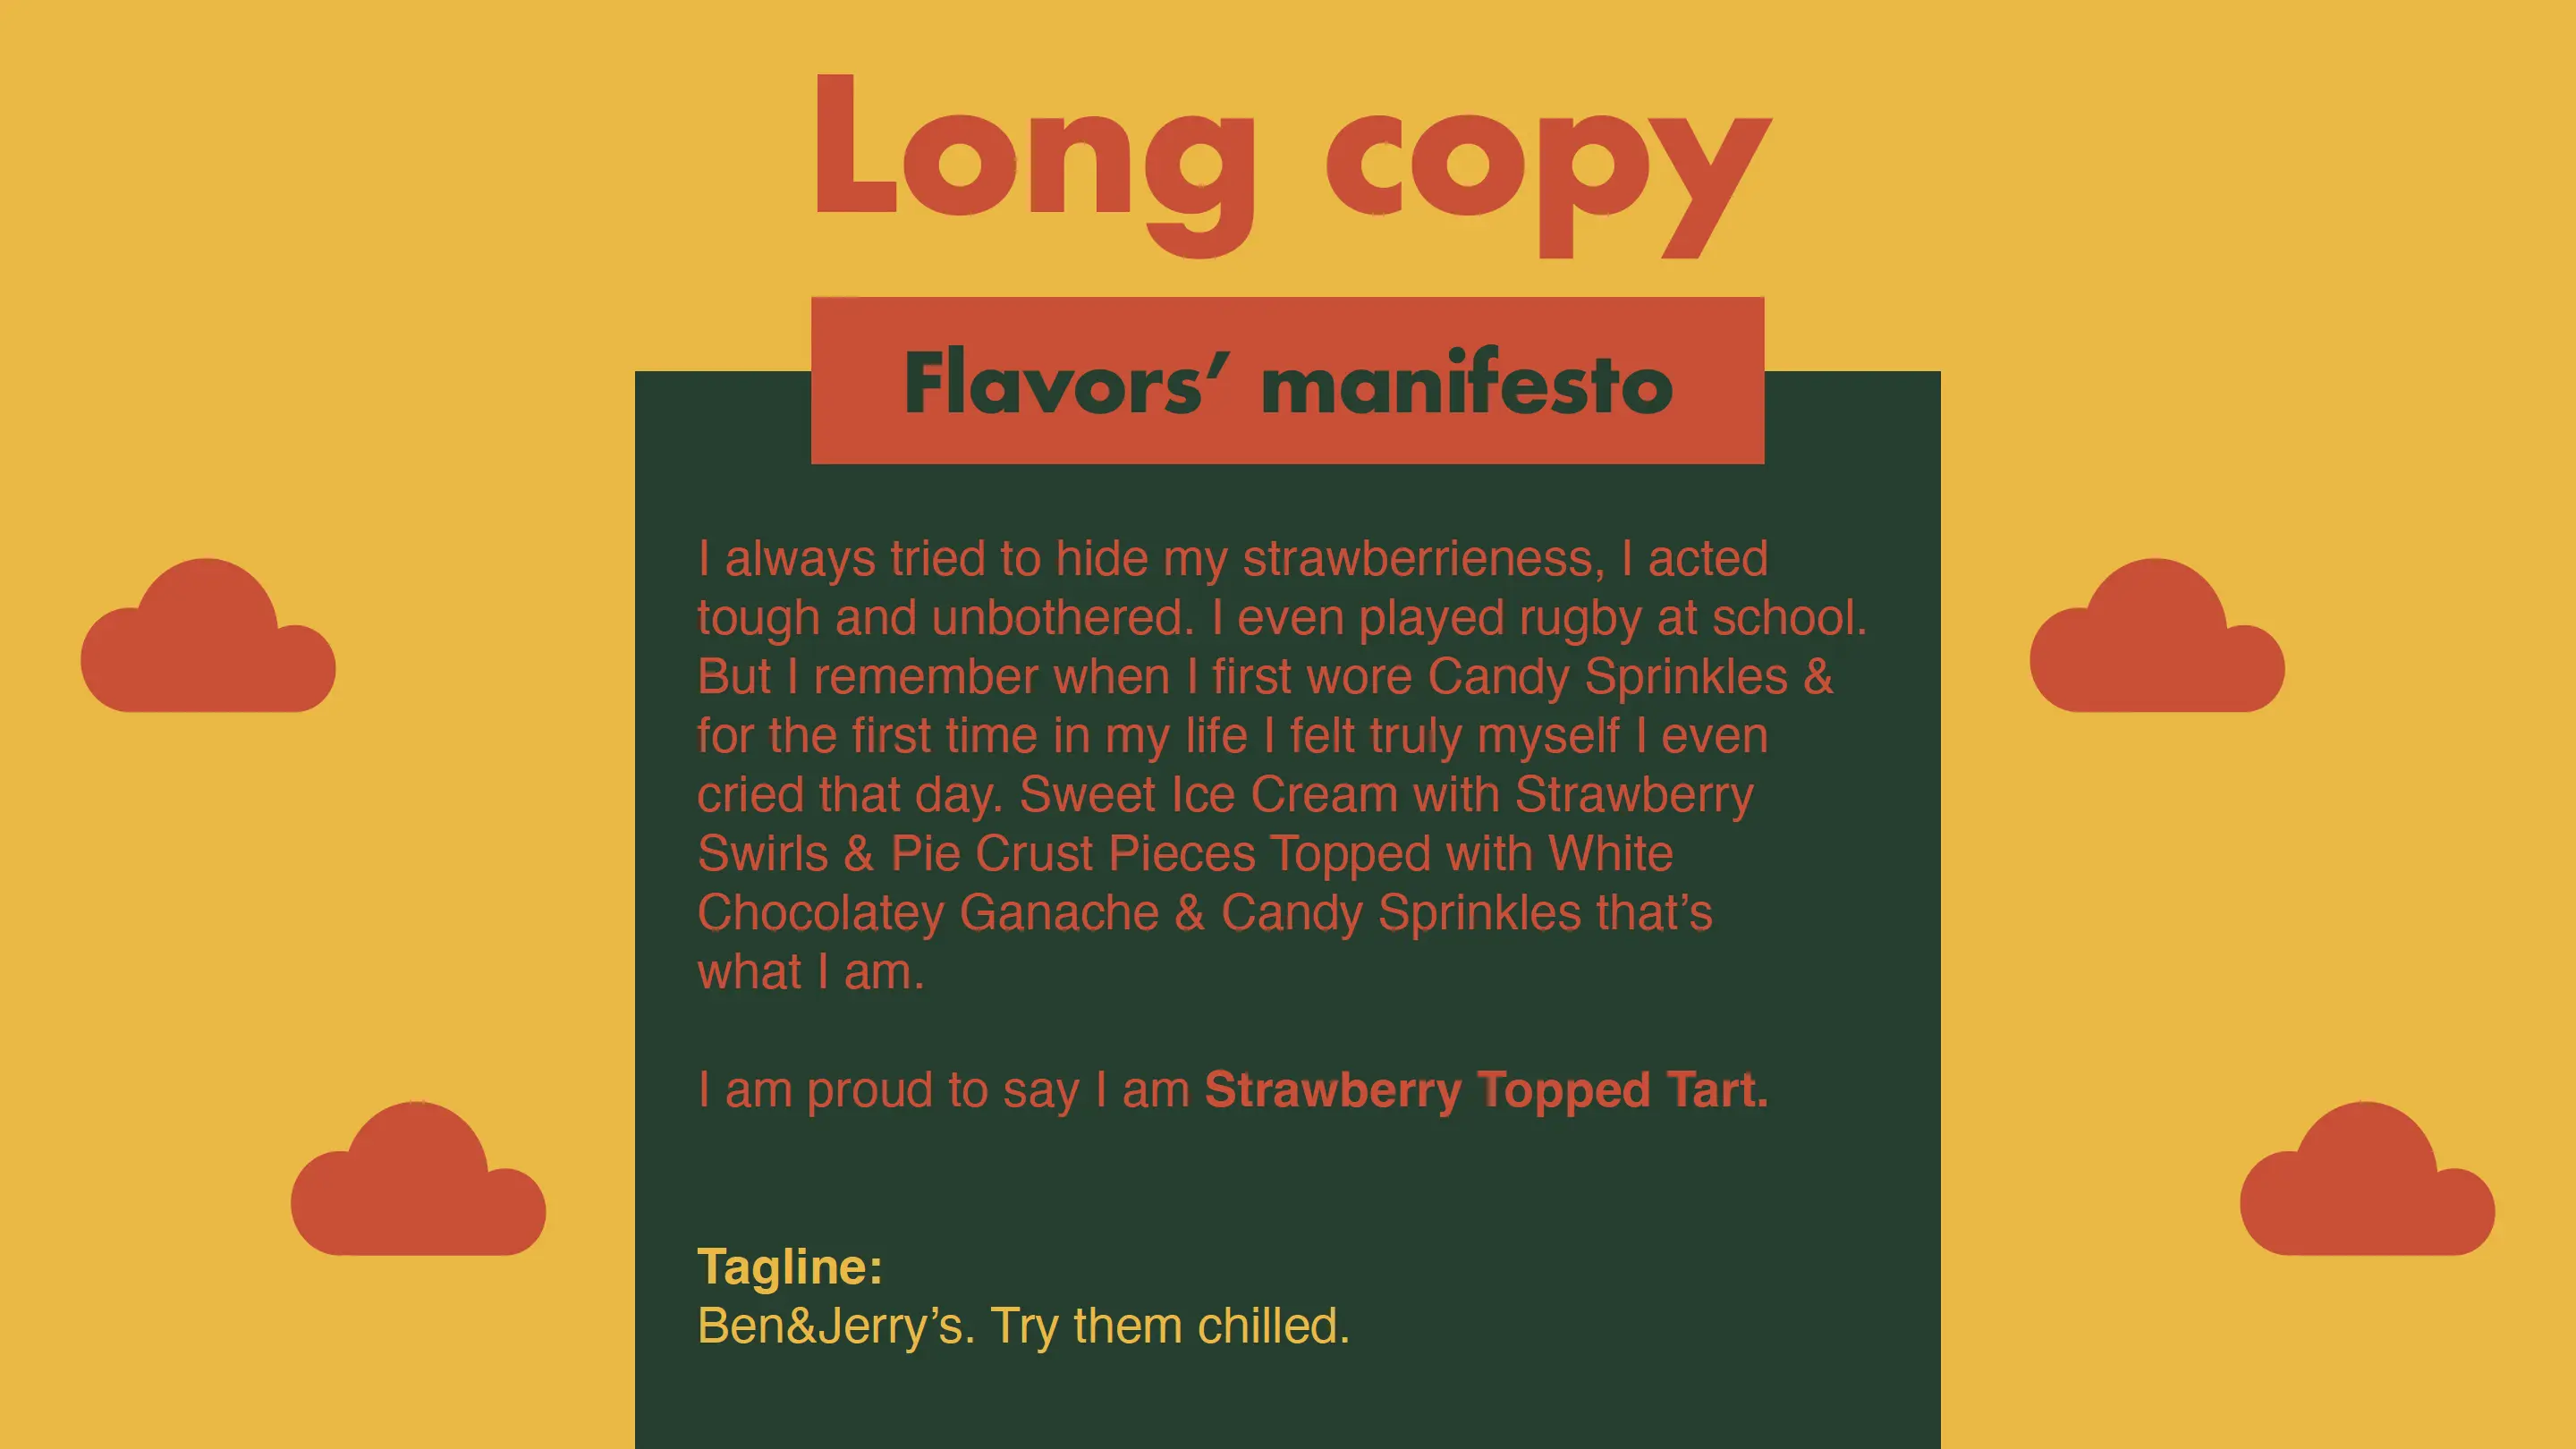 Long copy
Flavors’ manifesto
I always tried to hide my strawberrieness, I acted
tough and unbothered. I even played rugby at school.
But I remember when I first wore Candy Sprinkles &
for the first time in my life I felt truly myself I even
cried that day. Sweet Ice Cream with Strawberry
Swirls & Pie Crust Pieces Topped with White
Chocolatey Ganache & Candy Sprinkles that’s
what I am.
I am proud to say I am Strawberry Topped Tart.
Tagline:
Ben&Jerry’s. Try them chilled.